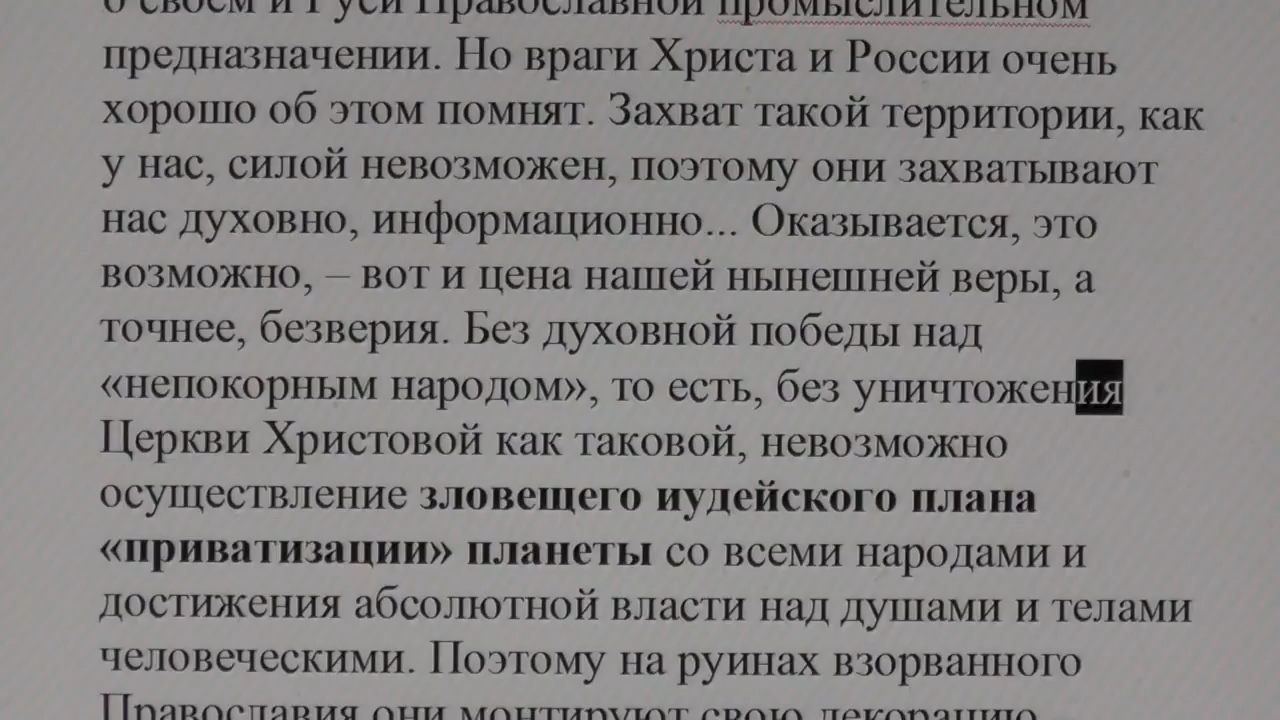 о своем и Руси Православной промыслительном
предназначении. Но враги Христа и России очень
хорошо об этом помнят. Захват такой территории, как
у нас, силой невозможен, поэтому они захватывают
нас духовно, информационно... Оказывается, это
возможно, – вот и цена нашей нынешней веры, а
точнее, безверия. Без духовной победы над
«непокорным народом», то есть, без уничтожения
Церкви Христовой как таковой, невозможно
осуществление зловещего иудейского плана
«приватизации» планеты со всеми народами и
достижения абсолютной власти над душами и телами
человеческими. Поэтому на руинах взорванного
Православия они монтируют свою декорацию